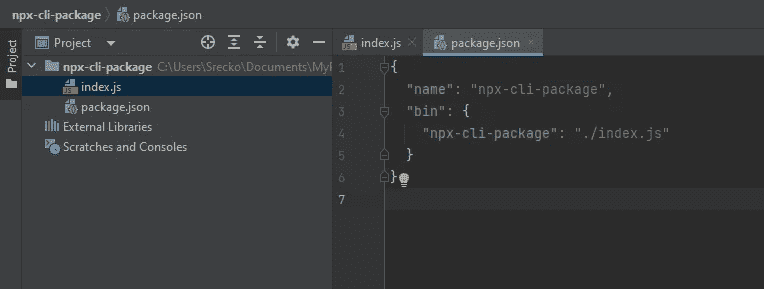 npx-cli-package package.json
Project
Project
index.js
package.json
npx-cli-package C:\Users\Srecko\Documents\MyP
index.js
package.json
External Libraries
Scratches and Consoles
1 {
2 "name": "npx-cli-package",
3 "bin": {
4 "npx-cli-package": "./index.js"
5 }
6 }
7